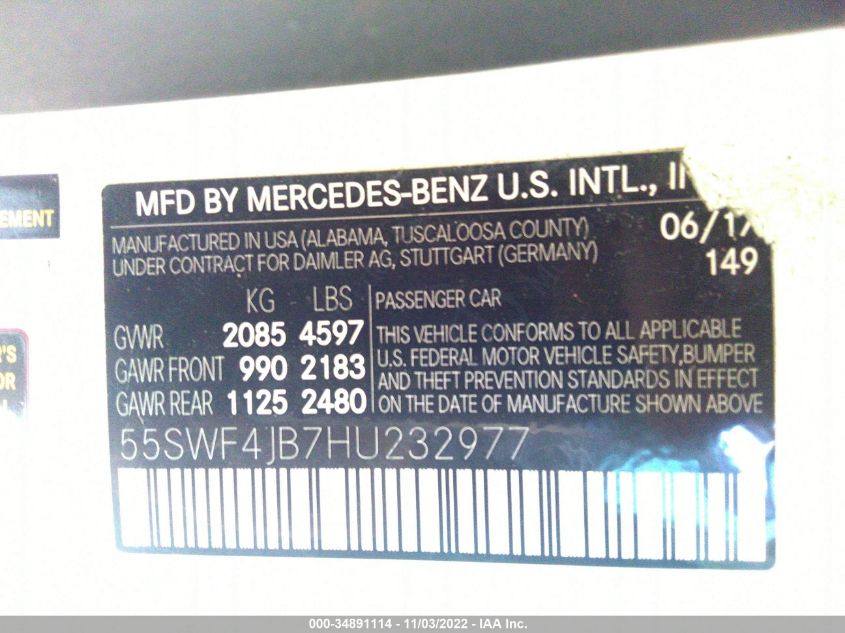 MFD BY MERCEDES-BENZ U.S. INTL.,
MANUFACTURED IN USA (ALABAMA, TUSCALOOSA COUNTY)
UNDER CONTRACT FOR DAIMLER AG, STUTTGART (GERMANY)
06/17
149
KG LBS
GVWR 2085 4597
GAWR FRONT 990 2183
GAWR REAR 1125 2480
PASSENGER CAR
THIS VEHICLE CONFORMS TO ALL APPLICABLE
U.S. FEDERAL MOTOR VEHICLE SAFETY,BUMPER
AND THEFT PREVENTION STANDARDS IN EFFECT
ON THE DATE OF MANUFACTURE SHOWN ABOVE
55SWF4JB7HU232977
000-34891114 - 11/03/2022 - IAA Inc.